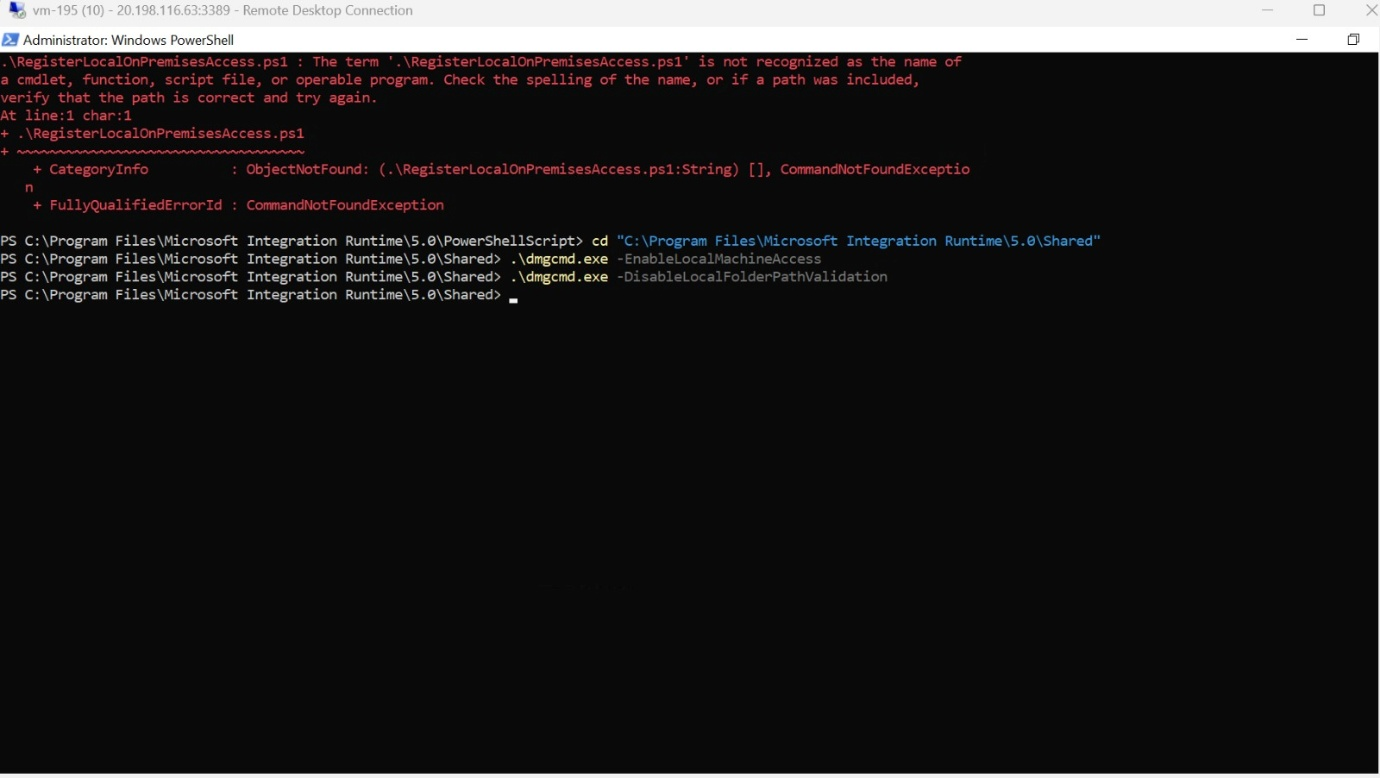 vm-195 (10) - 20.198.116.63:3389 - Remote Desktop Connection
Administrator: Windows PowerShell
.\RegisterLocalOnPremisesAccess.ps1 : The term '.\RegisterLocalOnPremisesAccess.ps1' is not recognized as the name of
a cmdlet, function, script file, or operable program. Check the spelling of the name, or if a path was included,
verify that the path is correct and try again.
At line:1 char:1
+ .\RegisterLocalOnPremisesAccess.ps1
+ ~~~~~~~~~~~~~~~~~~~~~~~~~~~~~~~~~~~
    + CategoryInfo          : ObjectNotFound: (.\RegisterLocalOnPremisesAccess.ps1:String) [], CommandNotFoundExceptio
   n
    + FullyQualifiedErrorId : CommandNotFoundException
PS C:\Program Files\Microsoft Integration Runtime\5.0\PowerShellScript> cd "C:\Program Files\Microsoft Integration Runtime\5.0\Shared"
PS C:\Program Files\Microsoft Integration Runtime\5.0\Shared> .\dmgcmd.exe -EnableLocalMachineAccess
PS C:\Program Files\Microsoft Integration Runtime\5.0\Shared> .\dmgcmd.exe -DisableLocalFolderPathValidation
PS C:\Program Files\Microsoft Integration Runtime\5.0\Shared>